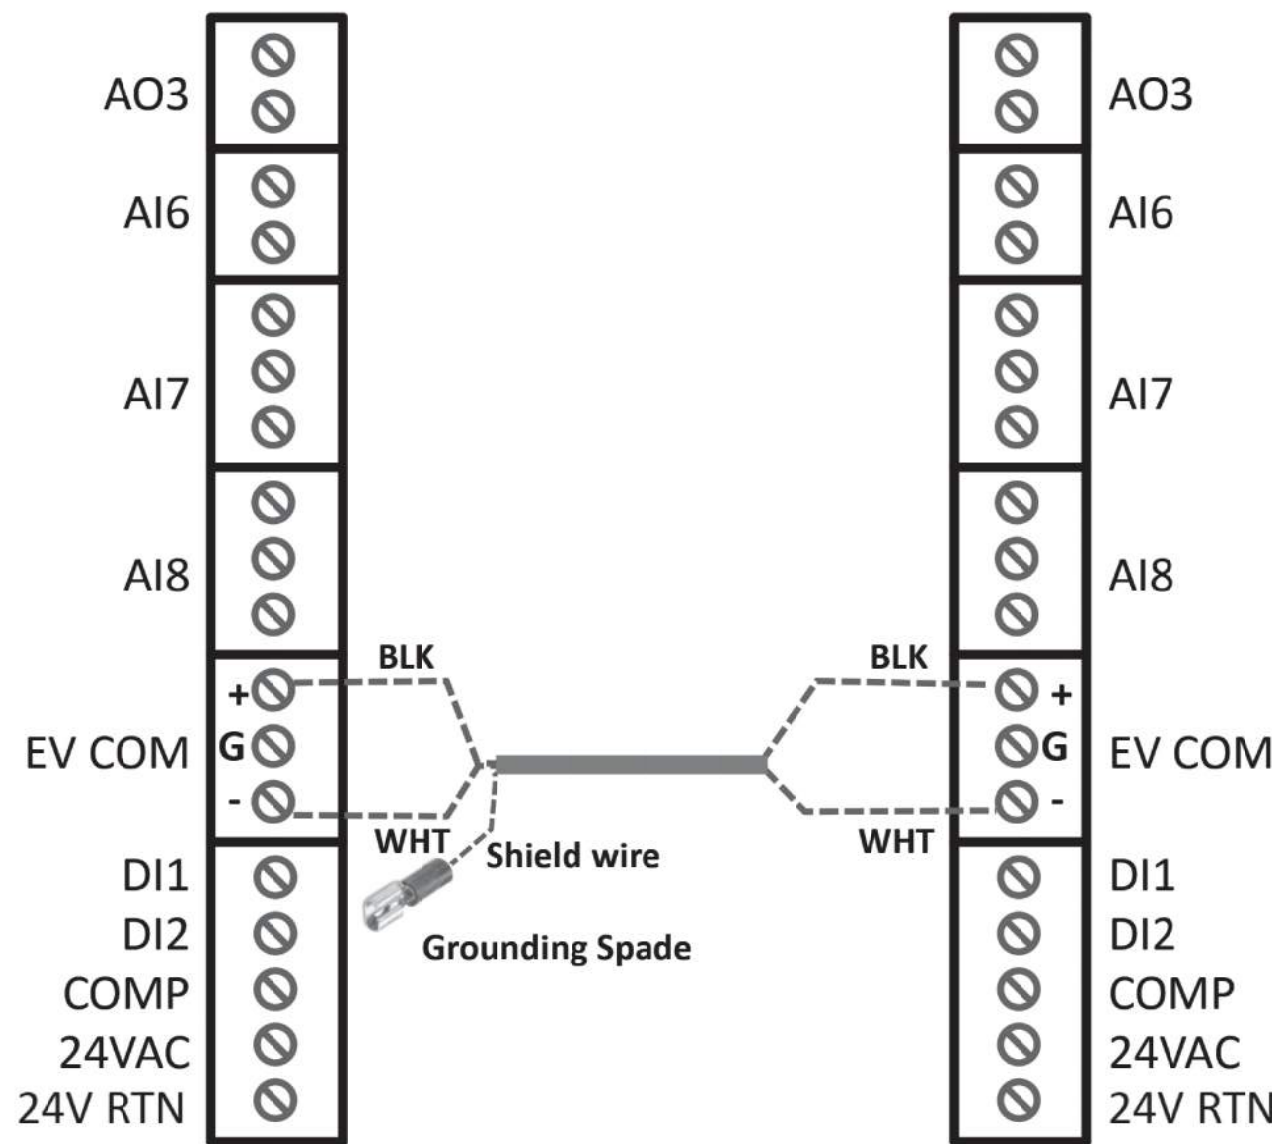 AO3
AI6
AI7
AI8
+
EV COM G
-
DI1
DI2
COMP
24VAC
24V RTN
BLK
WHT
Shield wire
Grounding Spade
BLK
WHT
AO3
AI6
AI7
AI8
+
G EV COM
-
DI1
DI2
COMP
24VAC
24V RTN